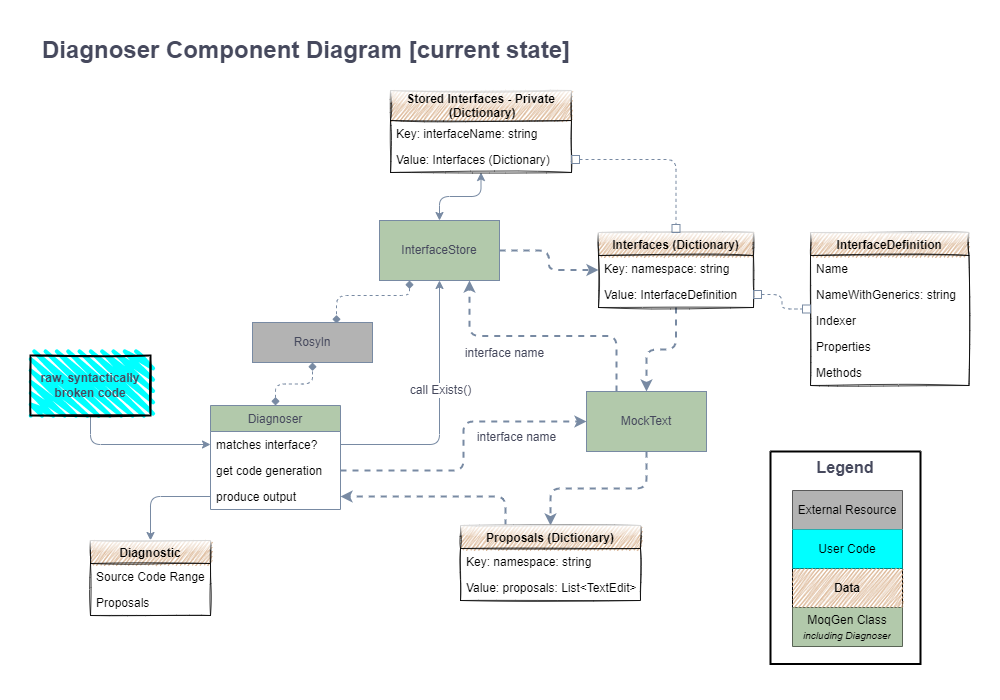 Diagnoser Component Diagram [current state]
Stored Interfaces - Private
(Dictionary)
Key: interfaceName: string
Value: Interfaces (Dictionary)
InterfaceStore
Interfaces (Dictionary)
Key: namespace: string
Value: InterfaceDefinition
InterfaceDefinition
Name
NameWithGenerics: string
Indexer
Properties
Methods
Rosyln
interface name
raw, syntactically
broken code
call Exists()
Diagnoser
matches interface?
get code generation
produce output
interface name
MockText
Diagnostic
Source Code Range
Proposals
Proposals (Dictionary)
Key: namespace: string
Value: proposals: List<TextEdit>
Legend
External Resource
User Code
Data
MoqGen Class
including Diagnoser